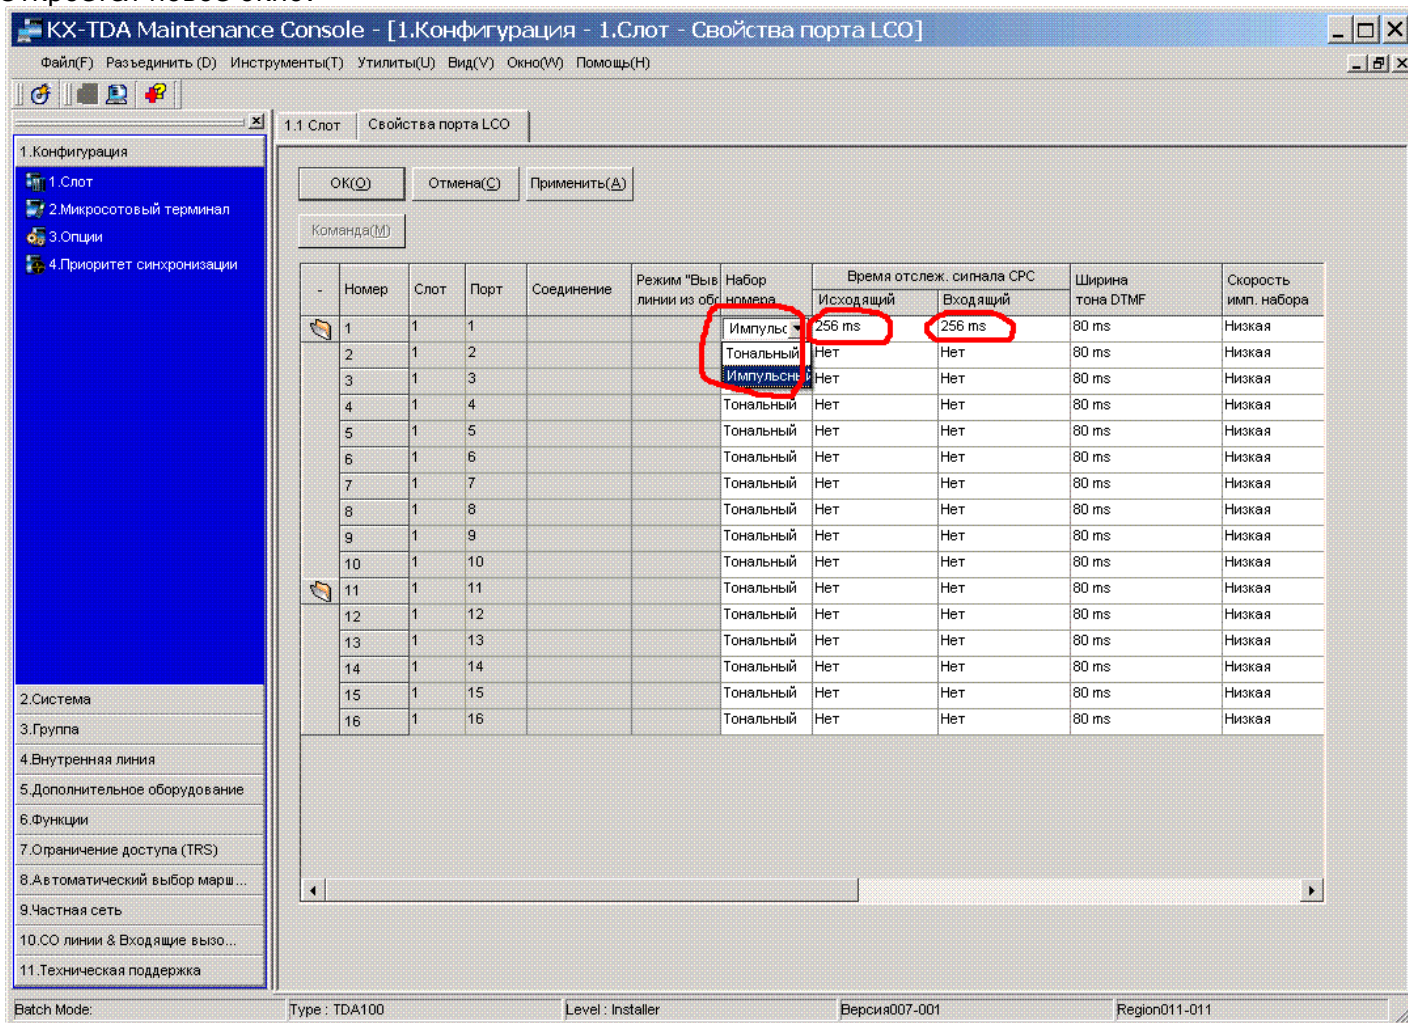 Откроется новое окно.
KX-TDA Maintenance Console - [1.Конфигурация - 1.Слот - Свойства порта LCO]
Файл(F) Разъединить (D) Инструменты(T) Утилиты(U) Вид(V) Окно(W) Помощь(H)
1.1 Слот Свойства порта LCO
1.Конфигурация
1.Слот
2.Микросотовый терминал
3.Опции
4.Приоритет синхронизации
2.Система
3.Группа
4.Внутренняя линия
5.Дополнительное оборудование
6.Функции
7.Ограничение доступа (TRS)
8.Автоматический выбор марш...
9.Частная сеть
10.CO линии & Входящие вызо...
11.Техническая поддержка
OK(O) Отмена(C) Применить(A)
Команда(M)
- Номер Слот Порт Соединение Режим "Выв Набор Время отслеж. сигнала CPC Ширина Скорость
линии из обс номера Исходящий Входящий тона DTMF имп. набора
1 1 1 Импульс 256 ms 256 ms 80 ms Низкая
2 1 2 Тональный Нет Нет 80 ms Низкая
3 1 3 Импульсный Нет Нет 80 ms Низкая
4 1 4 Тональный Нет Нет 80 ms Низкая
5 1 5 Тональный Нет Нет 80 ms Низкая
6 1 6 Тональный Нет Нет 80 ms Низкая
7 1 7 Тональный Нет Нет 80 ms Низкая
8 1 8 Тональный Нет Нет 80 ms Низкая
9 1 9 Тональный Нет Нет 80 ms Низкая
10 1 10 Тональный Нет Нет 80 ms Низкая
11 1 11 Тональный Нет Нет 80 ms Низкая
12 1 12 Тональный Нет Нет 80 ms Низкая
13 1 13 Тональный Нет Нет 80 ms Низкая
14 1 14 Тональный Нет Нет 80 ms Низкая
15 1 15 Тональный Нет Нет 80 ms Низкая
16 1 16 Тональный Нет Нет 80 ms Низкая
Batch Mode: Type : TDA100 Level : Installer Версия007-001 Region011-011